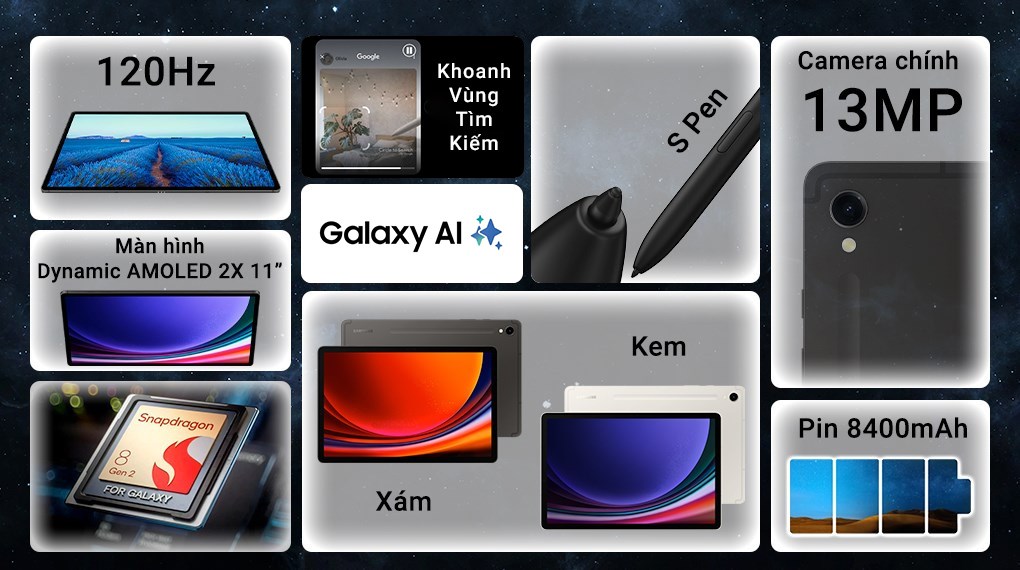 120Hz
Màn hình
Dynamic AMOLED 2X 11”
Snapdragon
8
Gen 2
FOR GALAXY
Google
Khoanh
Vùng
Tìm
Kiếm
Galaxy AI
S Pen
Xám
Kem
Camera chính
13MP
Pin 8400mAh